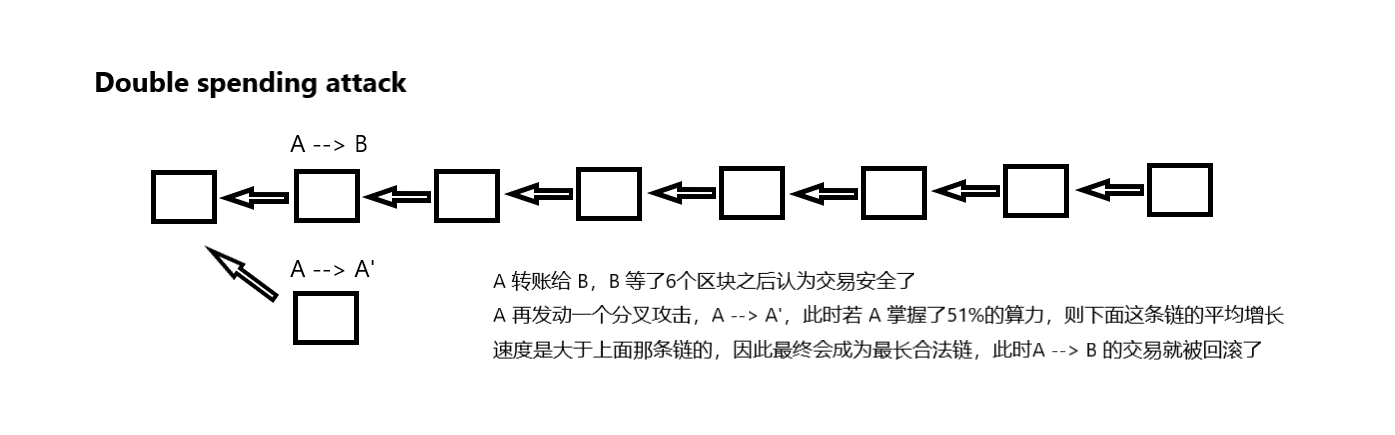 Double spending attack
A --> B
A --> A'
A 转账给 B，B 等了6个区块之后认为交易安全了
A 再发动一个分叉攻击，A --> A'，此时若 A 掌握了51%的算力，则下面这条链的平均增长
速度是大于上面那条链的，因此最终会成为最长合法链，此时A --> B 的交易就被回滚了